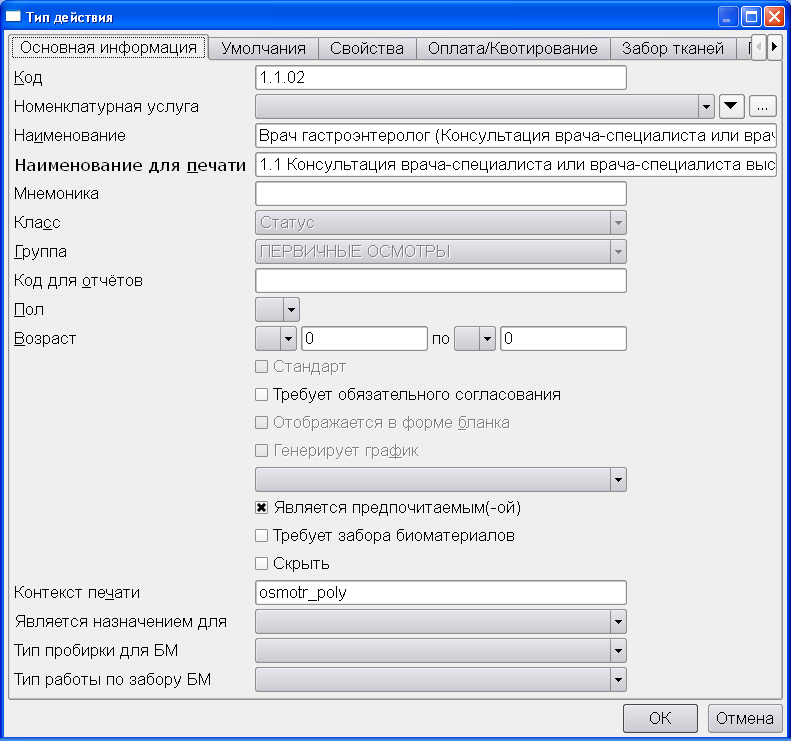 Тип действия
Основная информация Умолчания Свойства Оплата/Квотирование Забор тканей
Код 1.1.02
Номенклатурная услуга ...
Наименование Врач гастроэнтеролог (Консультация врача-специалиста или врач
Наименование для печати 1.1 Консультация врача-специалиста или врача-специалиста выс
Мнемоника
Класс Статус
Группа ПЕРВИЧНЫЕ ОСМОТРЫ
Код для отчётов
Пол
Возраст 0 по 0
Стандарт
Требует обязательного согласования
Отображается в форме бланка
Генерирует график
Является предпочитаемым(-ой)
Требует забора биоматериалов
Скрыть
Контекст печати osmotr_poly
Является назначением для
Тип пробирки для БМ
Тип работы по забору БМ
ОК Отмена